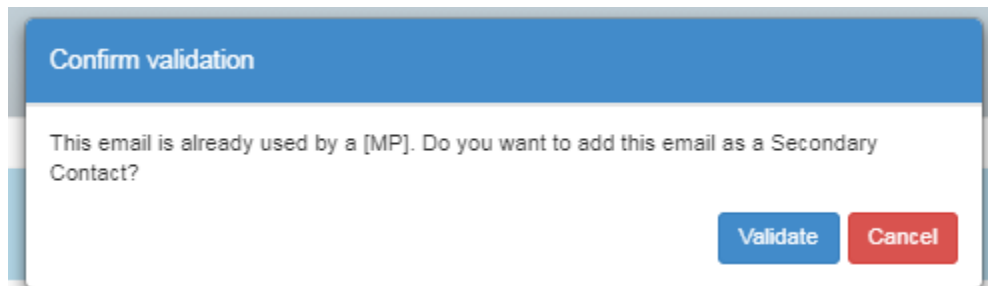 Confirm validation
This email is already used by a [MP]. Do you want to add this email as a Secondary
Contact?
Validate Cancel